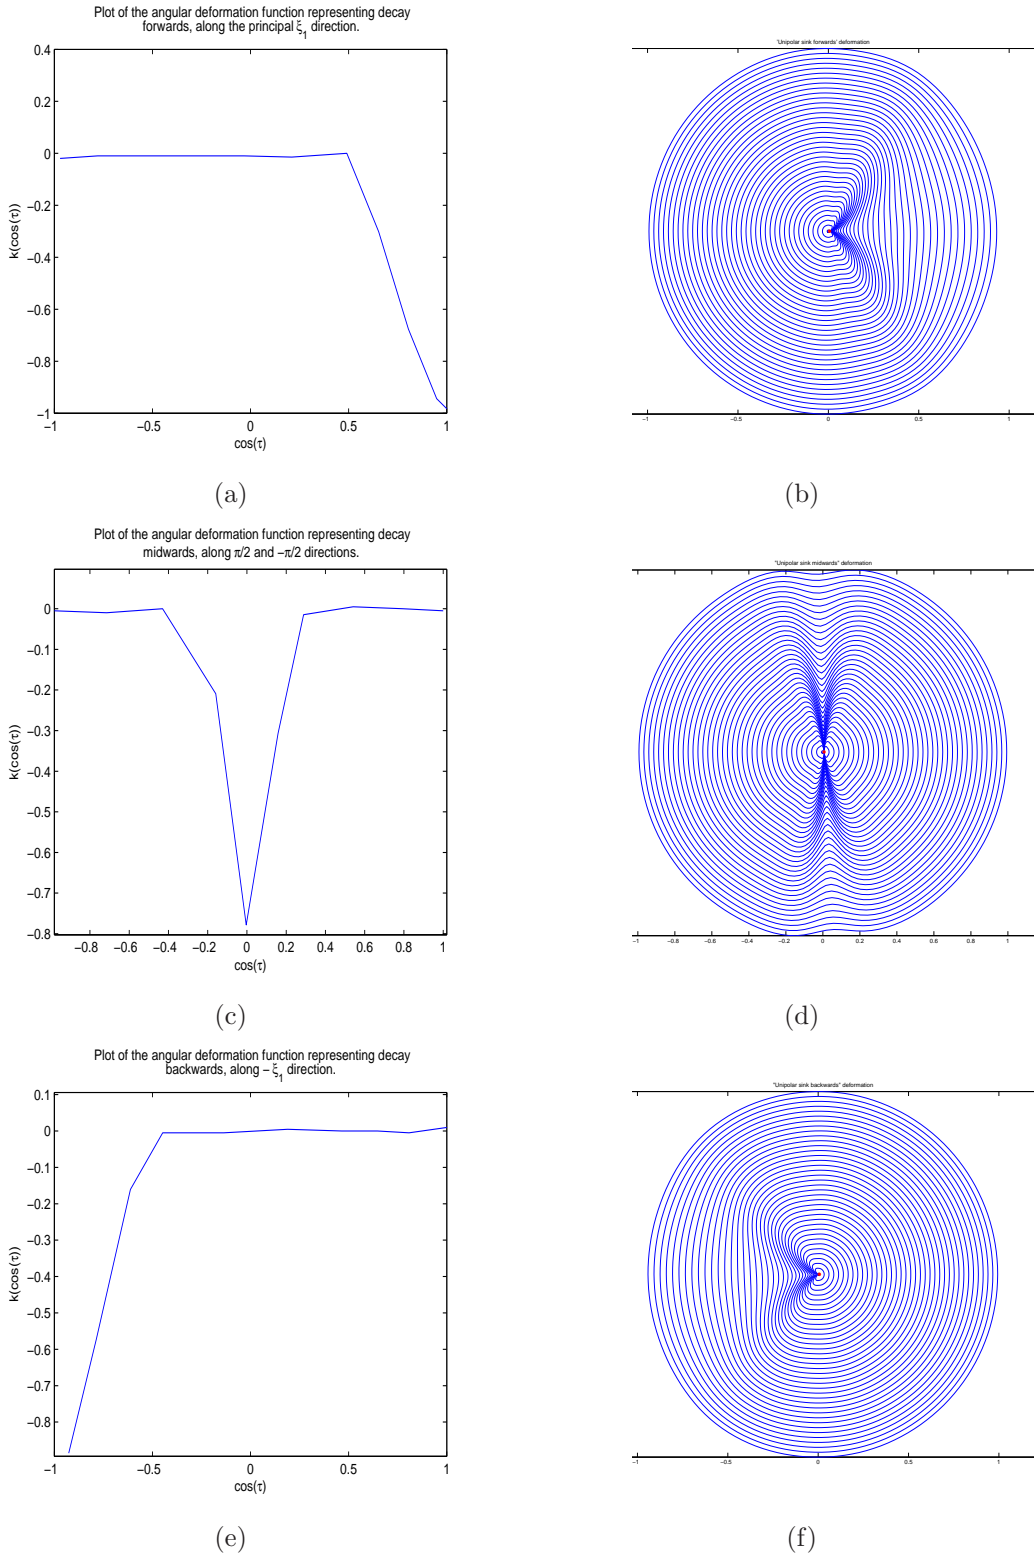 Plot of the angular deformation function representing decay
forwards, along the principal ξ1 direction.
0.4
0.2
0
−0.2
−0.4
−0.6
−0.8
−1
k(cos(τ))
−1 −0.5 0 0.5 1
cos(τ)
(a)
'Unipolar sink forwards' deformation
−1 −0.5 0 0.5 1
(b)
Plot of the angular deformation function representing decay
midwards, along π/2 and −π/2 directions.
0
−0.1
−0.2
−0.3
−0.4
−0.5
−0.6
−0.7
−0.8
k(cos(τ))
−0.8 −0.6 −0.4 −0.2 0 0.2 0.4 0.6 0.8 1
cos(τ)
(c)
"Unipolar sink midwards" deformation
−1 −0.8 −0.6 −0.4 −0.2 0 0.2 0.4 0.6 0.8 1
(d)
Plot of the angular deformation function representing decay
backwards, along − ξ1 direction.
0.1
0
−0.1
−0.2
−0.3
−0.4
−0.5
−0.6
−0.7
−0.8
k(cos(τ))
−1 −0.5 0 0.5 1
cos(τ)
(e)
"Unipolar sink backwards" deformation
−1 −0.5 0 0.5 1
(f)